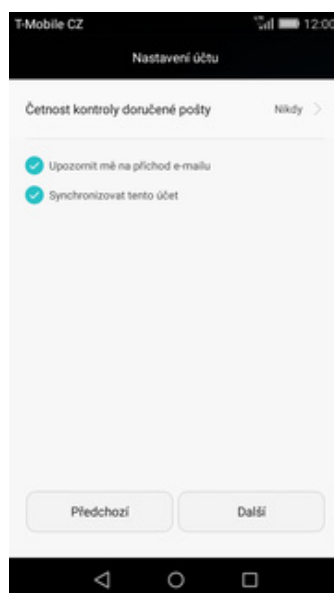 T-Mobile CZ 12:00
Nastavení účtu
Četnost kontroly doručené pošty Nikdy
Upozornit mě na příchod e-mailu
Synchronizovat tento účet
Předchozí Další